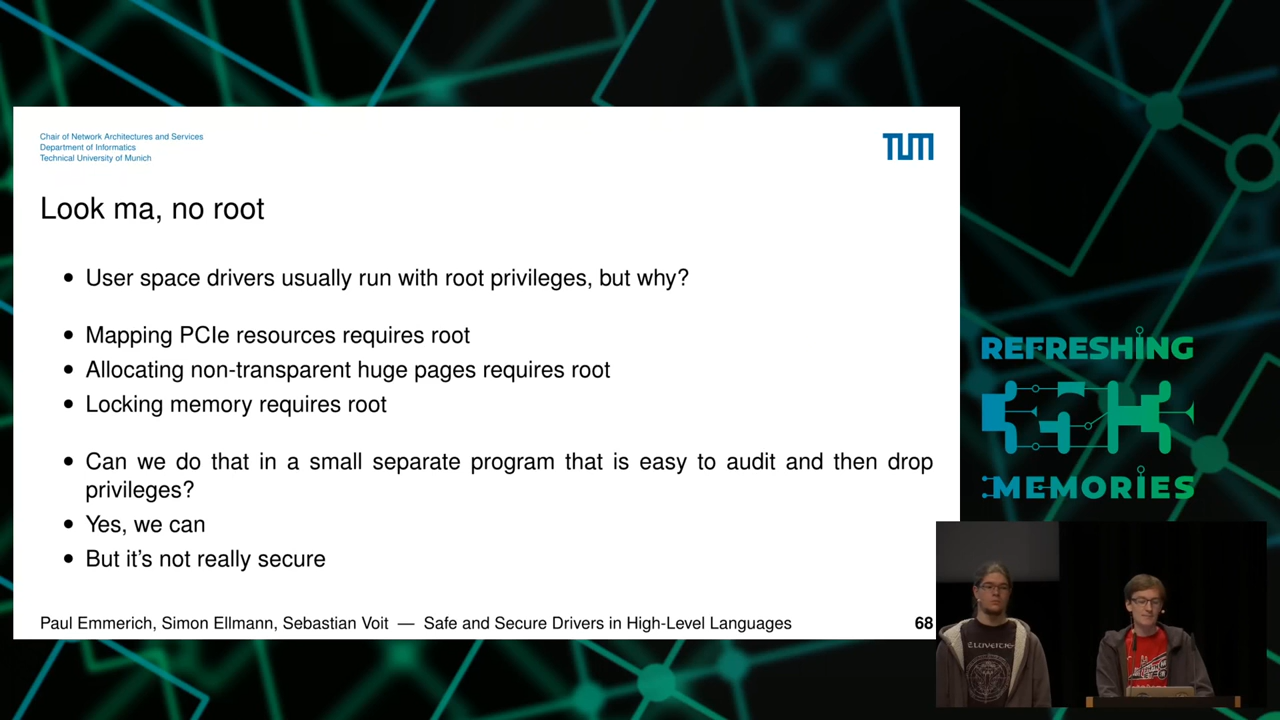 Chair of Network Architectures and Services
Department of Informatics
Technical University of Munich
TUM
Look ma, no root
• User space drivers usually run with root privileges, but why?
• Mapping PCIe resources requires root
• Allocating non-transparent huge pages requires root
• Locking memory requires root
• Can we do that in a small separate program that is easy to audit and then drop
privileges?
• Yes, we can
• But it's not really secure
Paul Emmerich, Simon Ellmann, Sebastian Voit — Safe and Secure Drivers in High-Level Languages 68
REFRESHING
MEMORIES
ELUVEITIE